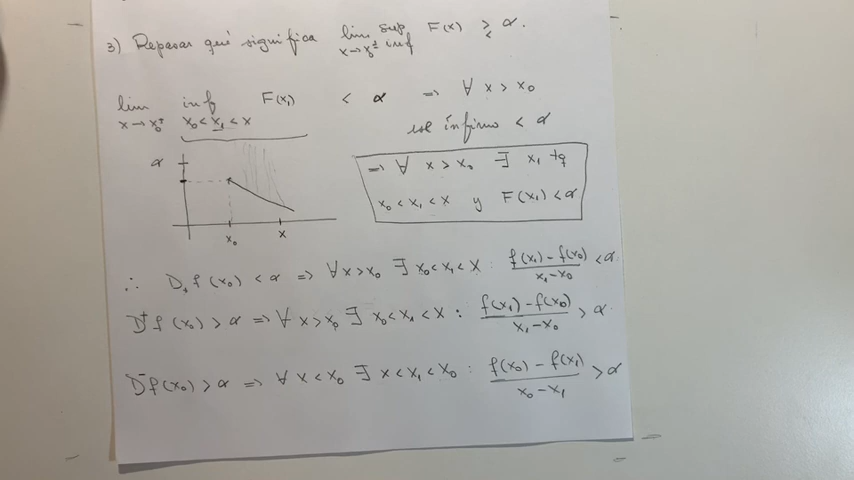 3) Repasar qué significa lim sup inf x→x₀± F(x) ≷ α.
lim x→x₀⁺ inf x₀<x₁<x F(x₁) < α ⇒ ∀ x > x₀
ese ínfimo < α
⇒ ∀ x > x₀ ∃ x₁ tq
x₀ < x₁ < x y F(x₁) < α
α
x₀ x
∴ D₊f(x₀) < α ⇒ ∀x>x₀ ∃ x₀<x₁<x : (f(x₁) − f(x₀))/(x₁−x₀) < α.
D⁺f(x₀) > α ⇒ ∀ x > x₀ ∃ x₀<x₁<x : (f(x₁) − f(x₀))/(x₁−x₀) > α.
D⁻f(x₀) > α ⇒ ∀ x < x₀ ∃ x<x₁<x₀ : (f(x₀) − f(x₁))/(x₀−x₁) > α